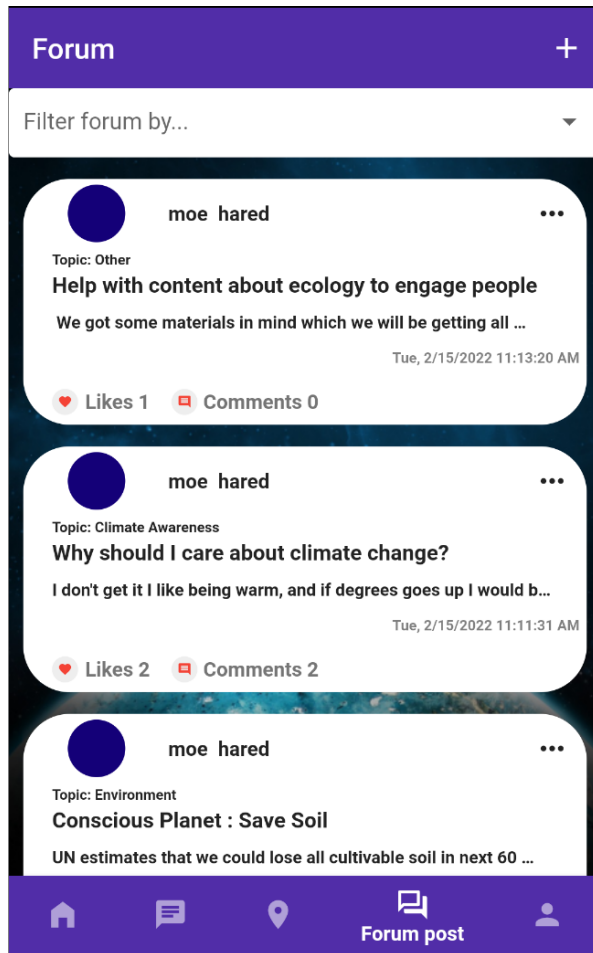 Forum
Filter forum by...
moe hared
Topic: Other
Help with content about ecology to engage people
We got some materials in mind which we will be getting all ...
Tue, 2/15/2022 11:13:20 AM
Likes 1 Comments 0
moe hared
Topic: Climate Awareness
Why should I care about climate change?
I don't get it I like being warm, and if degrees goes up I would b...
Tue, 2/15/2022 11:11:31 AM
Likes 2 Comments 2
moe hared
Topic: Environment
Conscious Planet : Save Soil
UN estimates that we could lose all cultivable soil in next 60 ...
Forum post